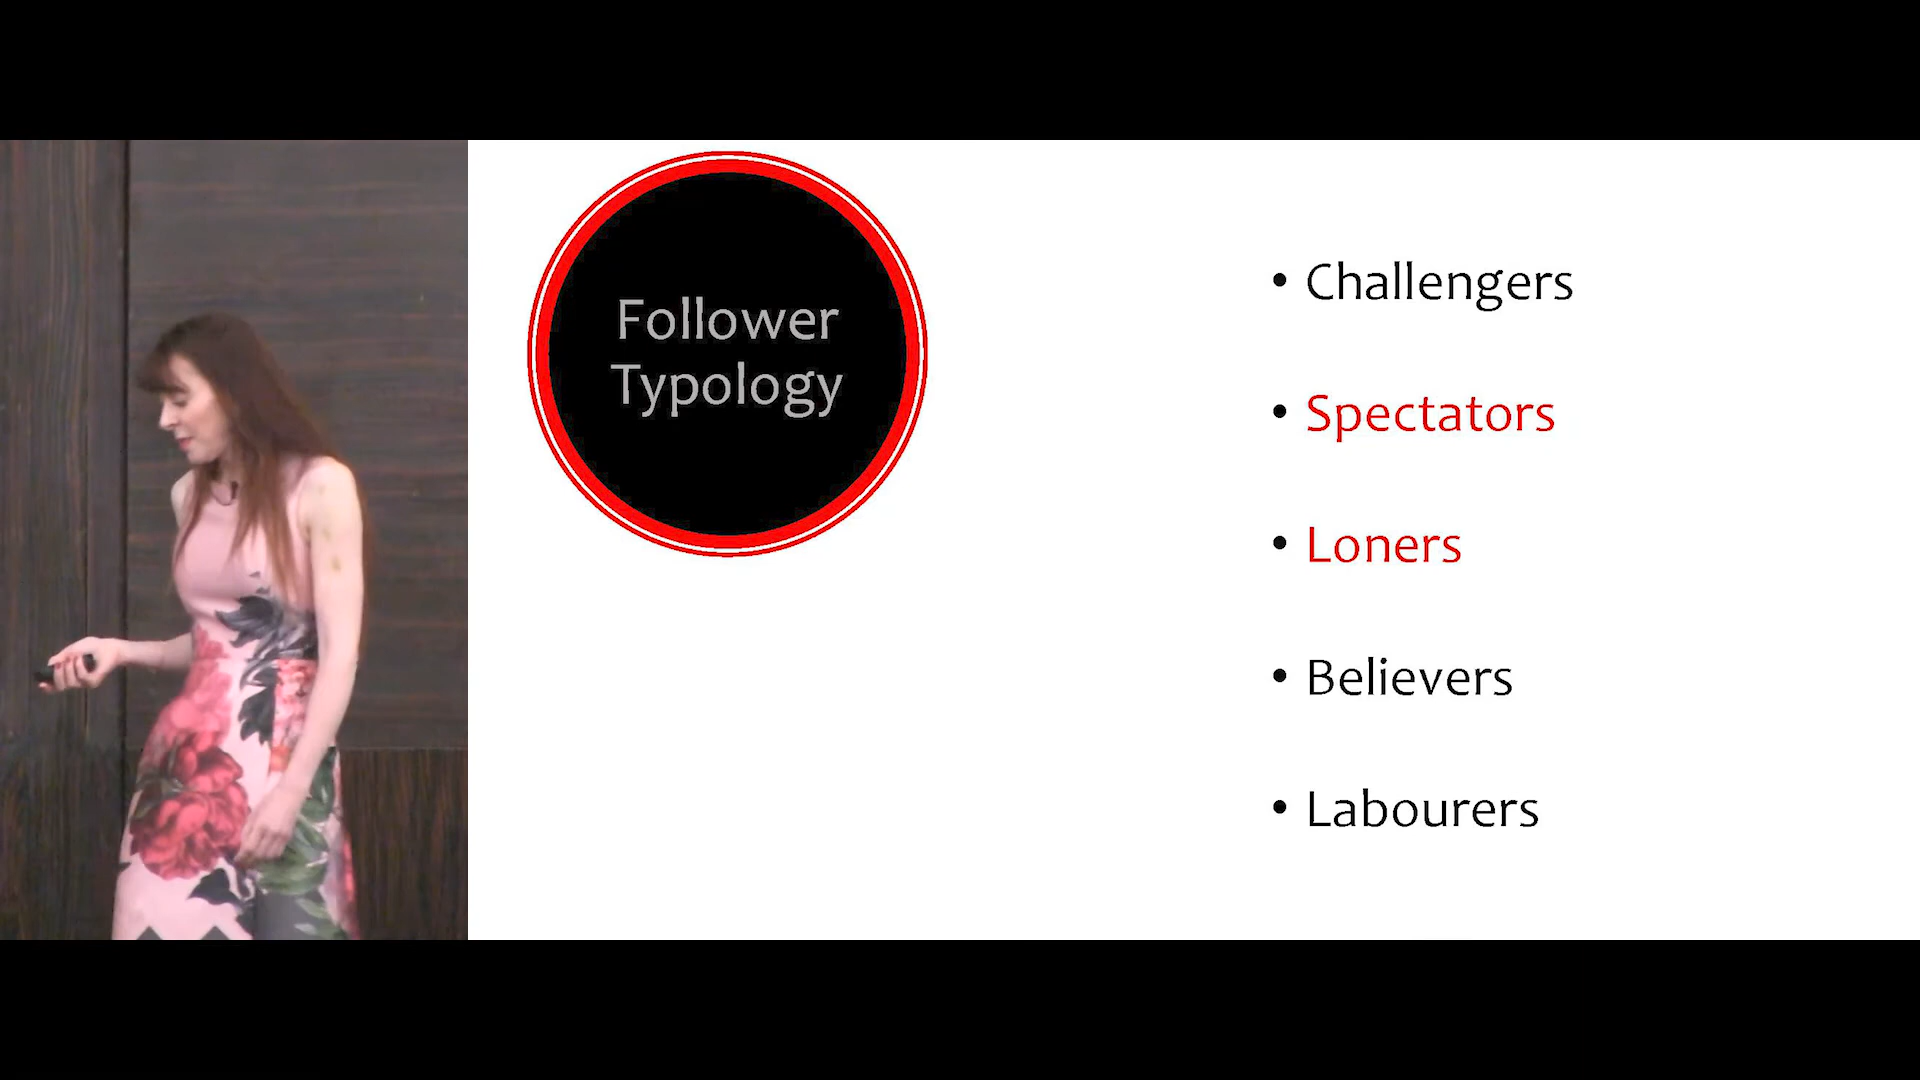 Follower
Typology
• Challengers
• Spectators
• Loners
• Believers
• Labourers